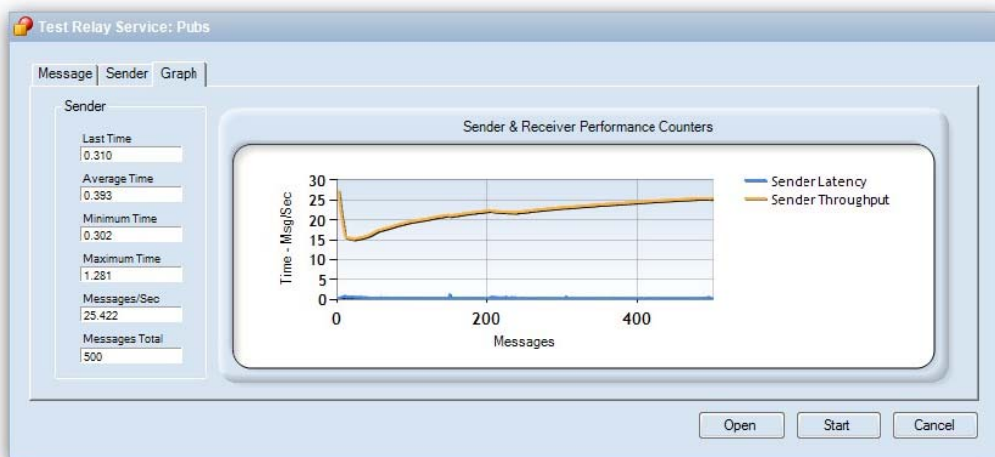 Test Relay Service: Pubs
Message Sender Graph
Sender
Last Time
0.310
Average Time
0.393
Minimum Time
0.302
Maximum Time
1.281
Messages/Sec
25.422
Messages Total
500
Sender & Receiver Performance Counters
Time - Msg/Sec
30
25
20
15
10
5
0
0 200 400
Messages
Sender Latency
Sender Throughput
Open Start Cancel